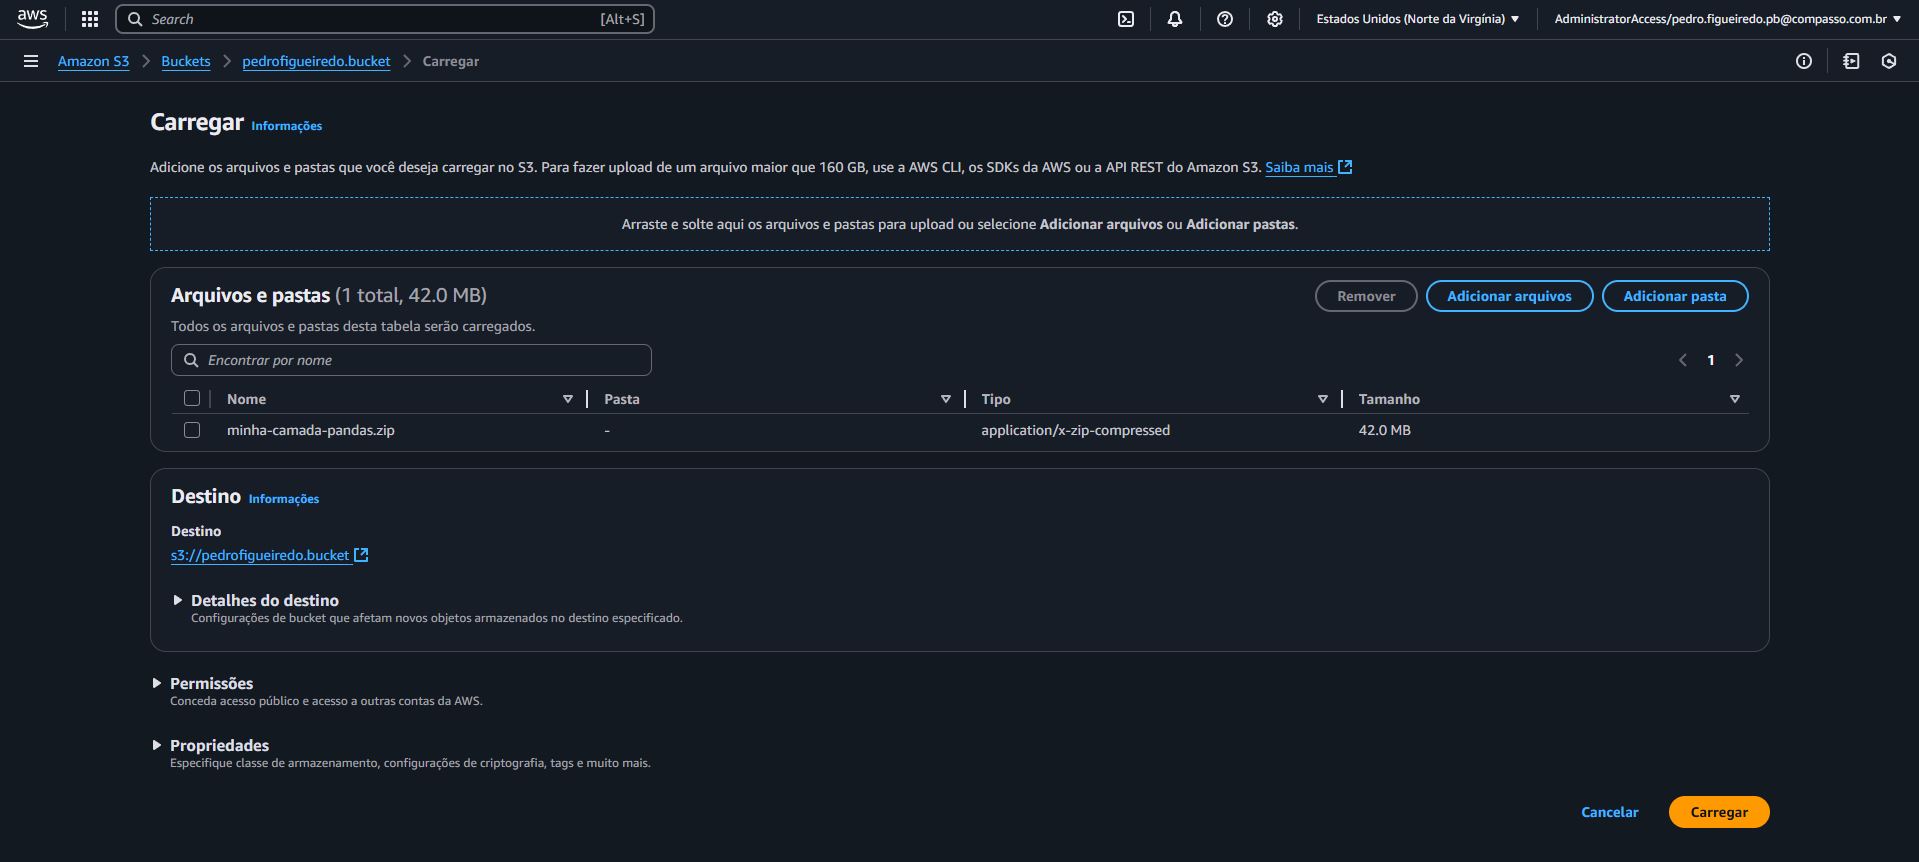 aws Search [Alt+S] Estados Unidos (Norte da Virgínia) AdministratorAccess/pedro.figueiredo.pb@compasso.com.br
Amazon S3 Buckets pedrofigueiredo.bucket Carregar
Carregar Informações
Adicione os arquivos e pastas que você deseja carregar no S3. Para fazer upload de um arquivo maior que 160 GB, use a AWS CLI, os SDKs da AWS ou a API REST do Amazon S3. Saiba mais
Arraste e solte aqui os arquivos e pastas para upload ou selecione Adicionar arquivos ou Adicionar pastas.
Arquivos e pastas (1 total, 42.0 MB) Remover Adicionar arquivos Adicionar pasta
Todos os arquivos e pastas desta tabela serão carregados.
Encontrar por nome 1
Nome Pasta Tipo Tamanho
minha-camada-pandas.zip - application/x-zip-compressed 42.0 MB
Destino Informações
Destino
s3://pedrofigueiredo.bucket
Detalhes do destino
Configurações de bucket que afetam novos objetos armazenados no destino especificado.
Permissões
Conceda acesso público e acesso a outras contas da AWS.
Propriedades
Especifique classe de armazenamento, configurações de criptografia, tags e muito mais.
Cancelar Carregar